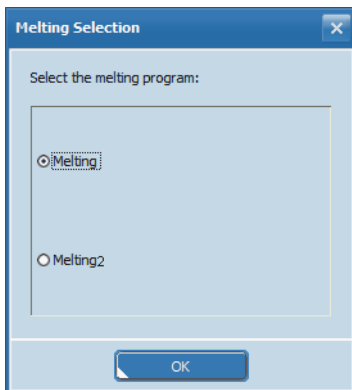 Melting Selection
Select the melting program:
Melting
Melting2
OK